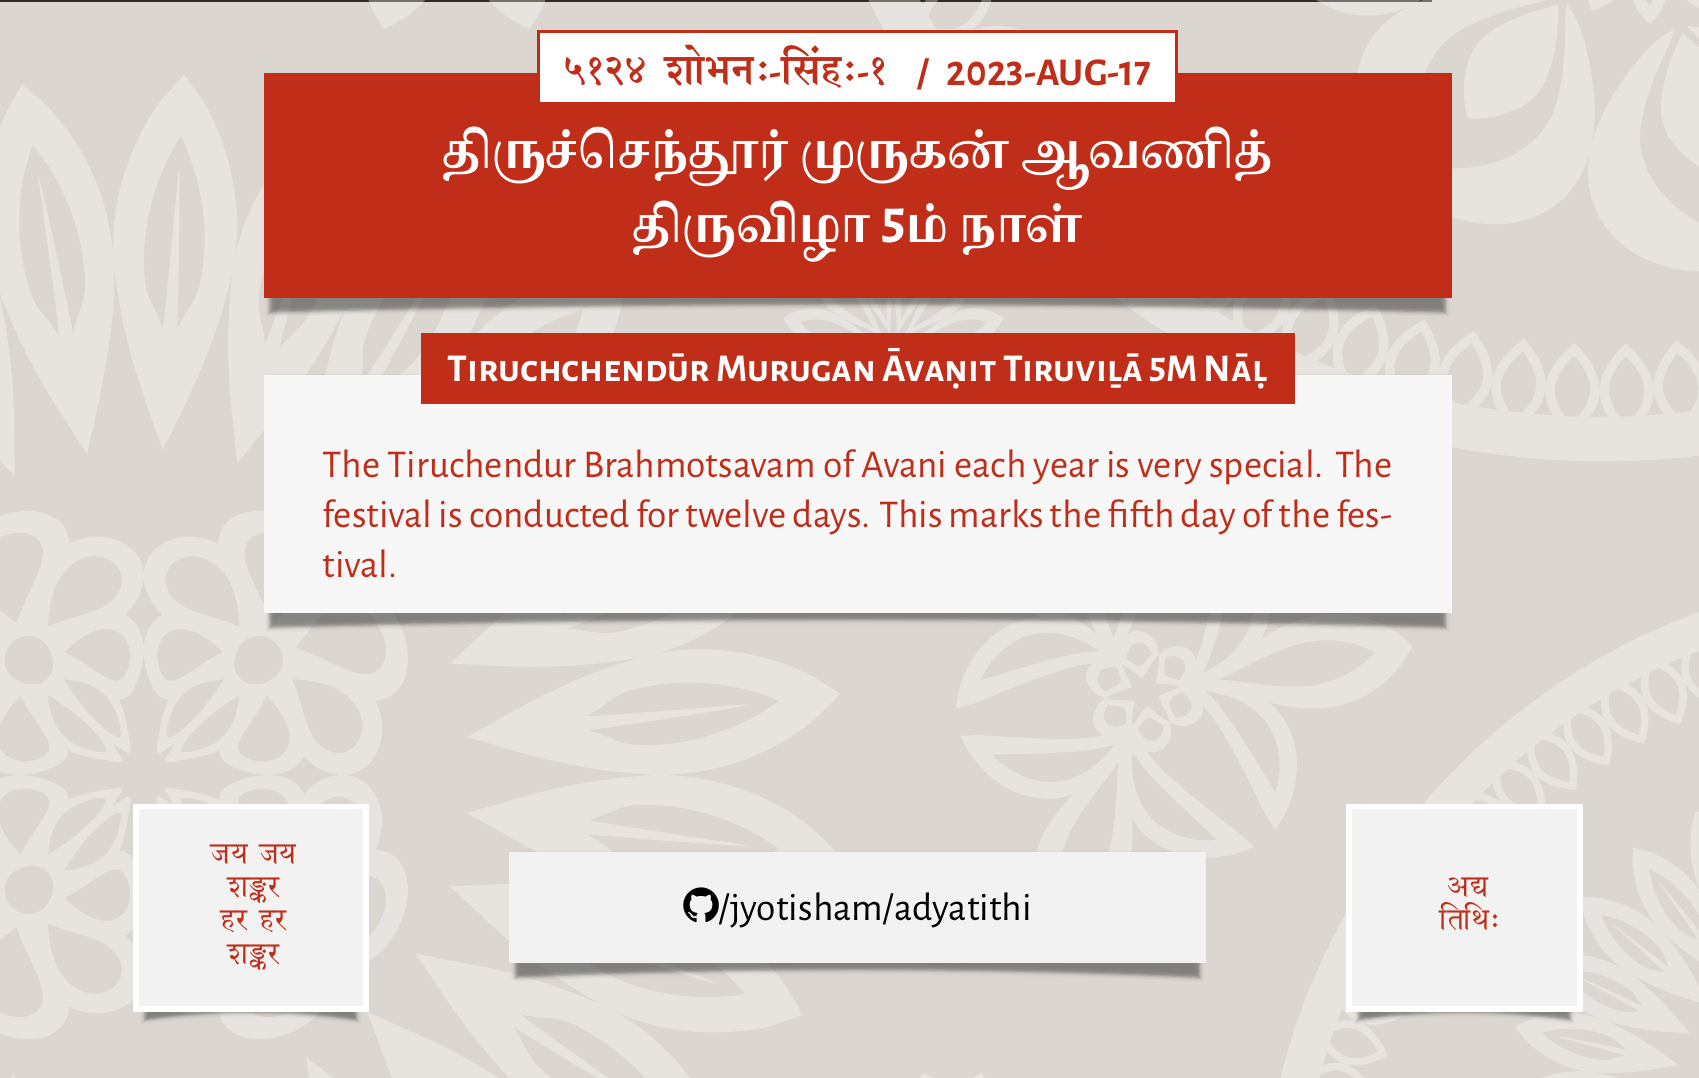 ५१२४ शोभनः-सिंहः-१ / 2023-AUG-17
திருச்செந்தூர் முருகன் ஆவணித்
திருவிழா 5ம் நாள்
Tiruchchendūr Murugan Āvaṇit Tiruviḻā 5m Nāḷ
The Tiruchendur Brahmotsavam of Avani each year is very special. The
festival is conducted for twelve days. This marks the fifth day of the fes-
tival.
जय जय
शङ्कर
हर हर
शङ्कर
/jyotisham/adyatithi
अद्य
तिथिः